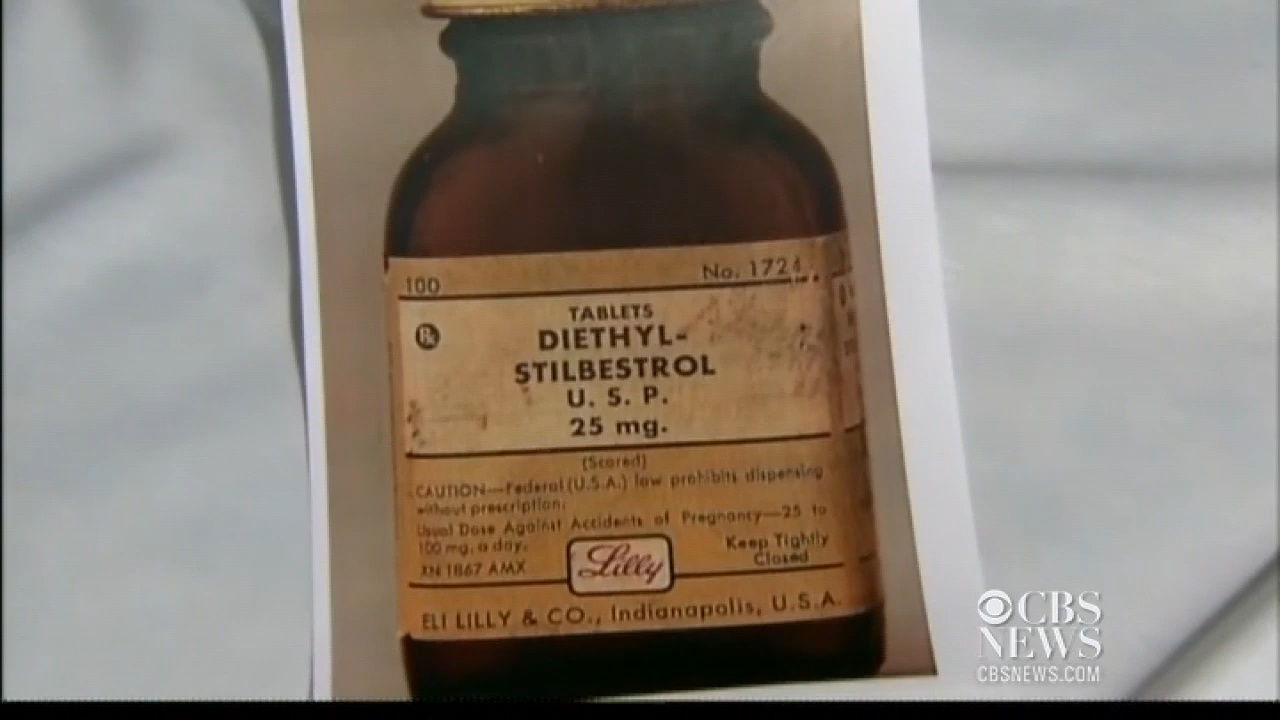 100
No. 1724
TABLETS
℞
DIETHYL-
STILBESTROL
U. S. P.
25 mg.
(Scored)
CAUTION—Federal (U.S.A.) law prohibits dispensing
without prescription.
Usual Dose Against Accidents of Pregnancy—25 to
100 mg. a day.
Keep Tightly
Closed
XN 1867 AMX
Lilly
ELI LILLY & CO., Indianapolis, U.S.A.
CBS
NEWS
CBSNEWS.COM